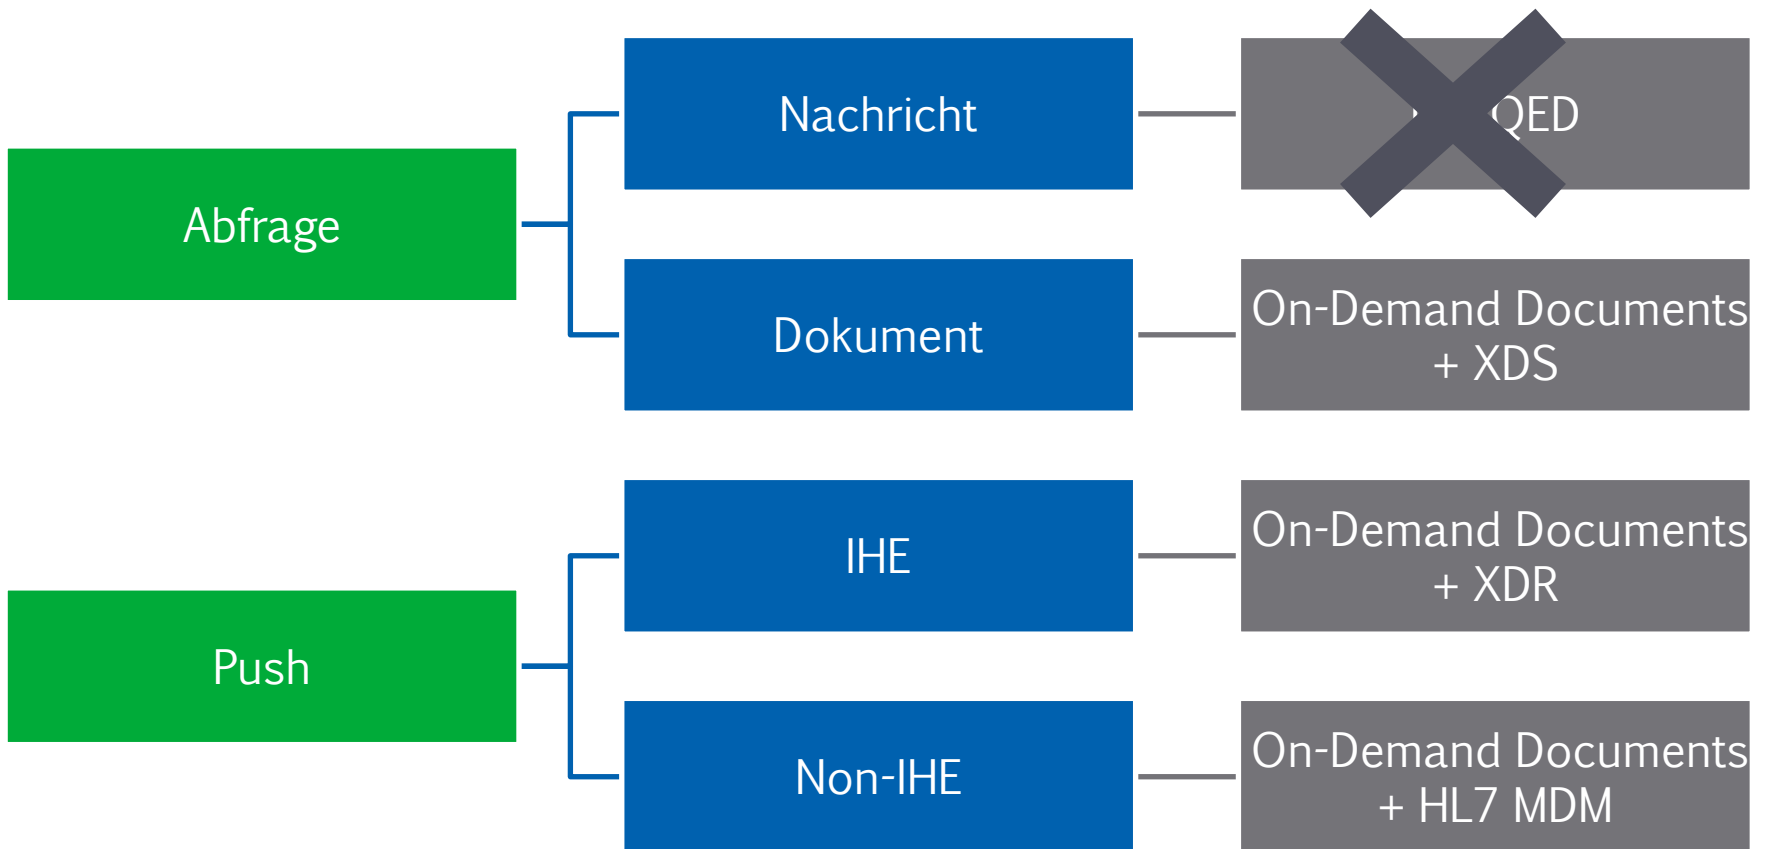 Abfrage
Nachricht
QED
Dokument
On-Demand Documents
+ XDS
Push
IHE
On-Demand Documents
+ XDR
Non-IHE
On-Demand Documents
+ HL7 MDM